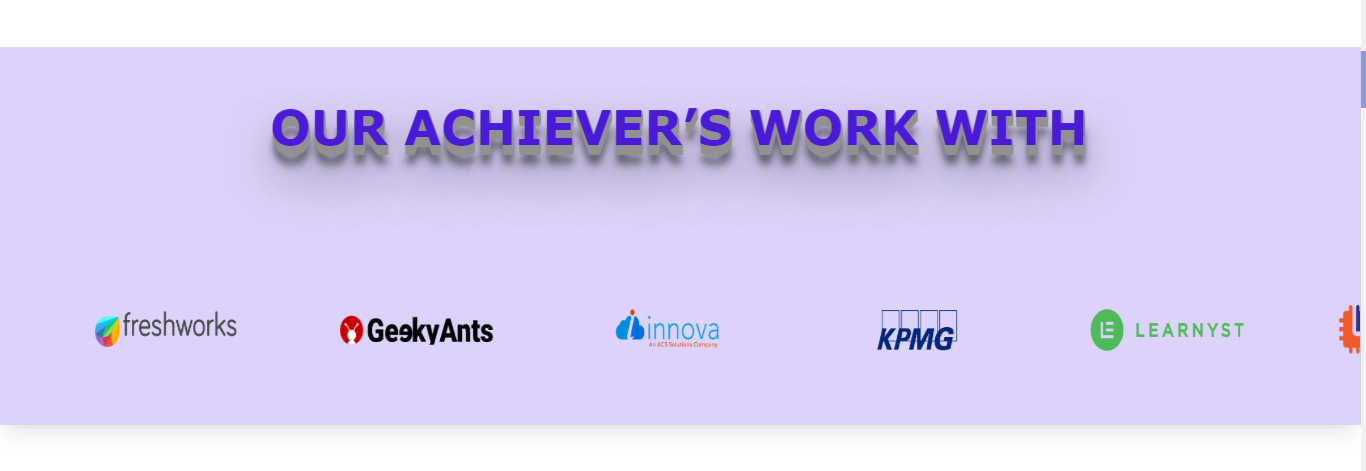 OUR ACHIEVER’S WORK WITH
freshworks
GeekyAnts
innova
An ACS Solutions Company
KPMG
LEARNYST